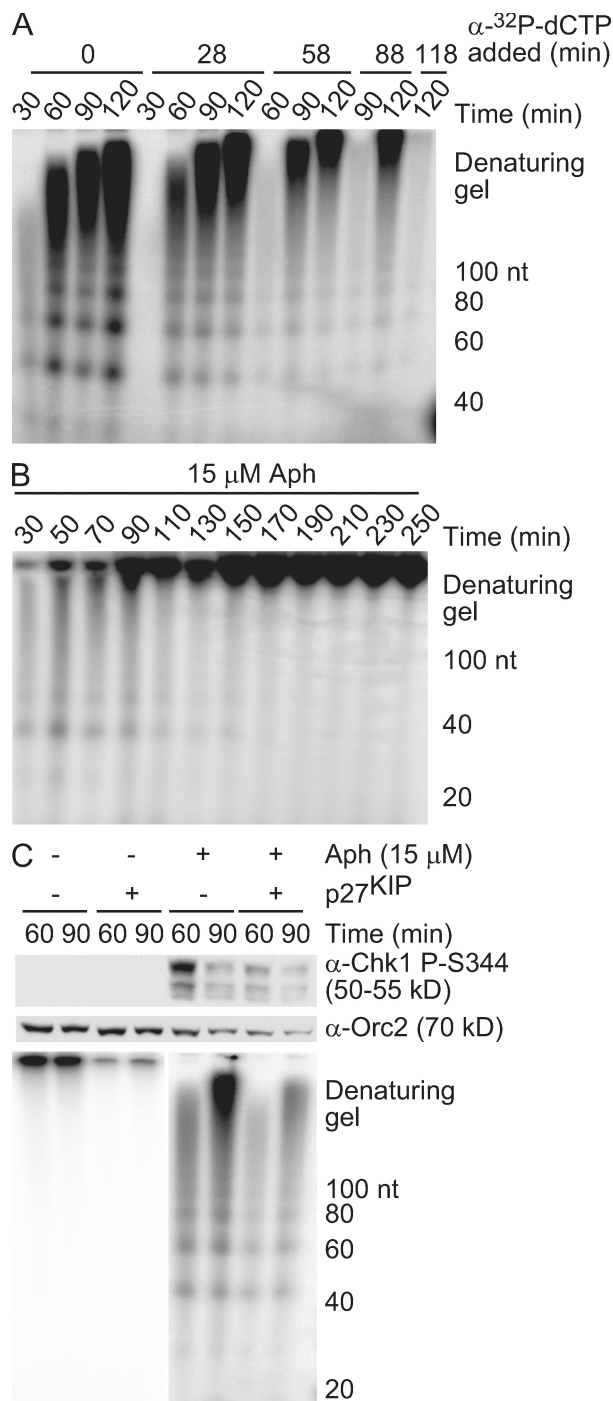 A
α-³²P-dCTP
0 28 58 88 118 added (min)
30 60 90 120 30 60 90 120 60 90 120 90 120 120 Time (min)
Denaturing
gel
100 nt
80
60
40
B
15 μM Aph
30 50 70 90 110 130 150 170 190 210 230 250 Time (min)
Denaturing
gel
100 nt
40
20
C
- - + + Aph (15 μM)
- + - + p27ᴷᴵᴾ
60 90 60 90 60 90 60 90 Time (min)
α-Chk1 P-S344
(50-55 kD)
α-Orc2 (70 kD)
Denaturing
gel
100 nt
80
60
40
20